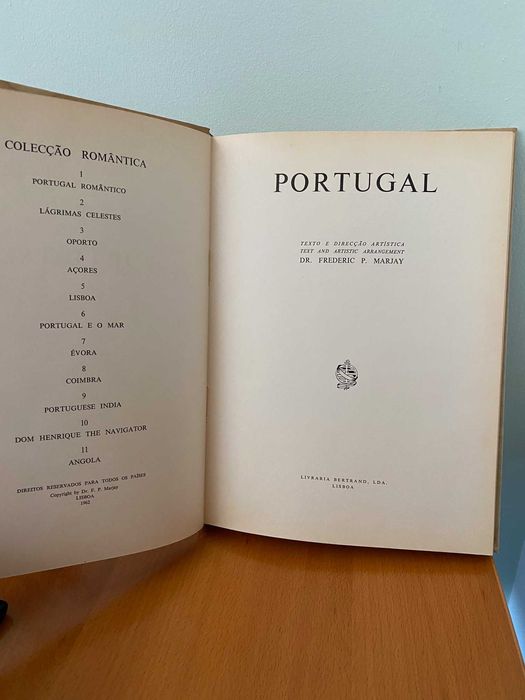 COLECÇÃO ROMÂNTICA
1
PORTUGAL ROMÂNTICO
2
LÁGRIMAS CELESTES
3
OPORTO
4
AÇORES
5
LISBOA
6
PORTUGAL E O MAR
7
ÉVORA
8
COIMBRA
9
PORTUGUESE INDIA
10
DOM HENRIQUE THE NAVIGATOR
11
ANGOLA
DIREITOS RESERVADOS PARA TODOS OS PAÍSES
Copyright by Dr. F. P. Marjay
LISBOA
1962
PORTUGAL
TEXTO E DIRECÇÃO ARTÍSTICA
TEXT AND ARTISTIC ARRANGEMENT
DR. FREDERIC P. MARJAY
LIVRARIA BERTRAND, LDA.
LISBOA